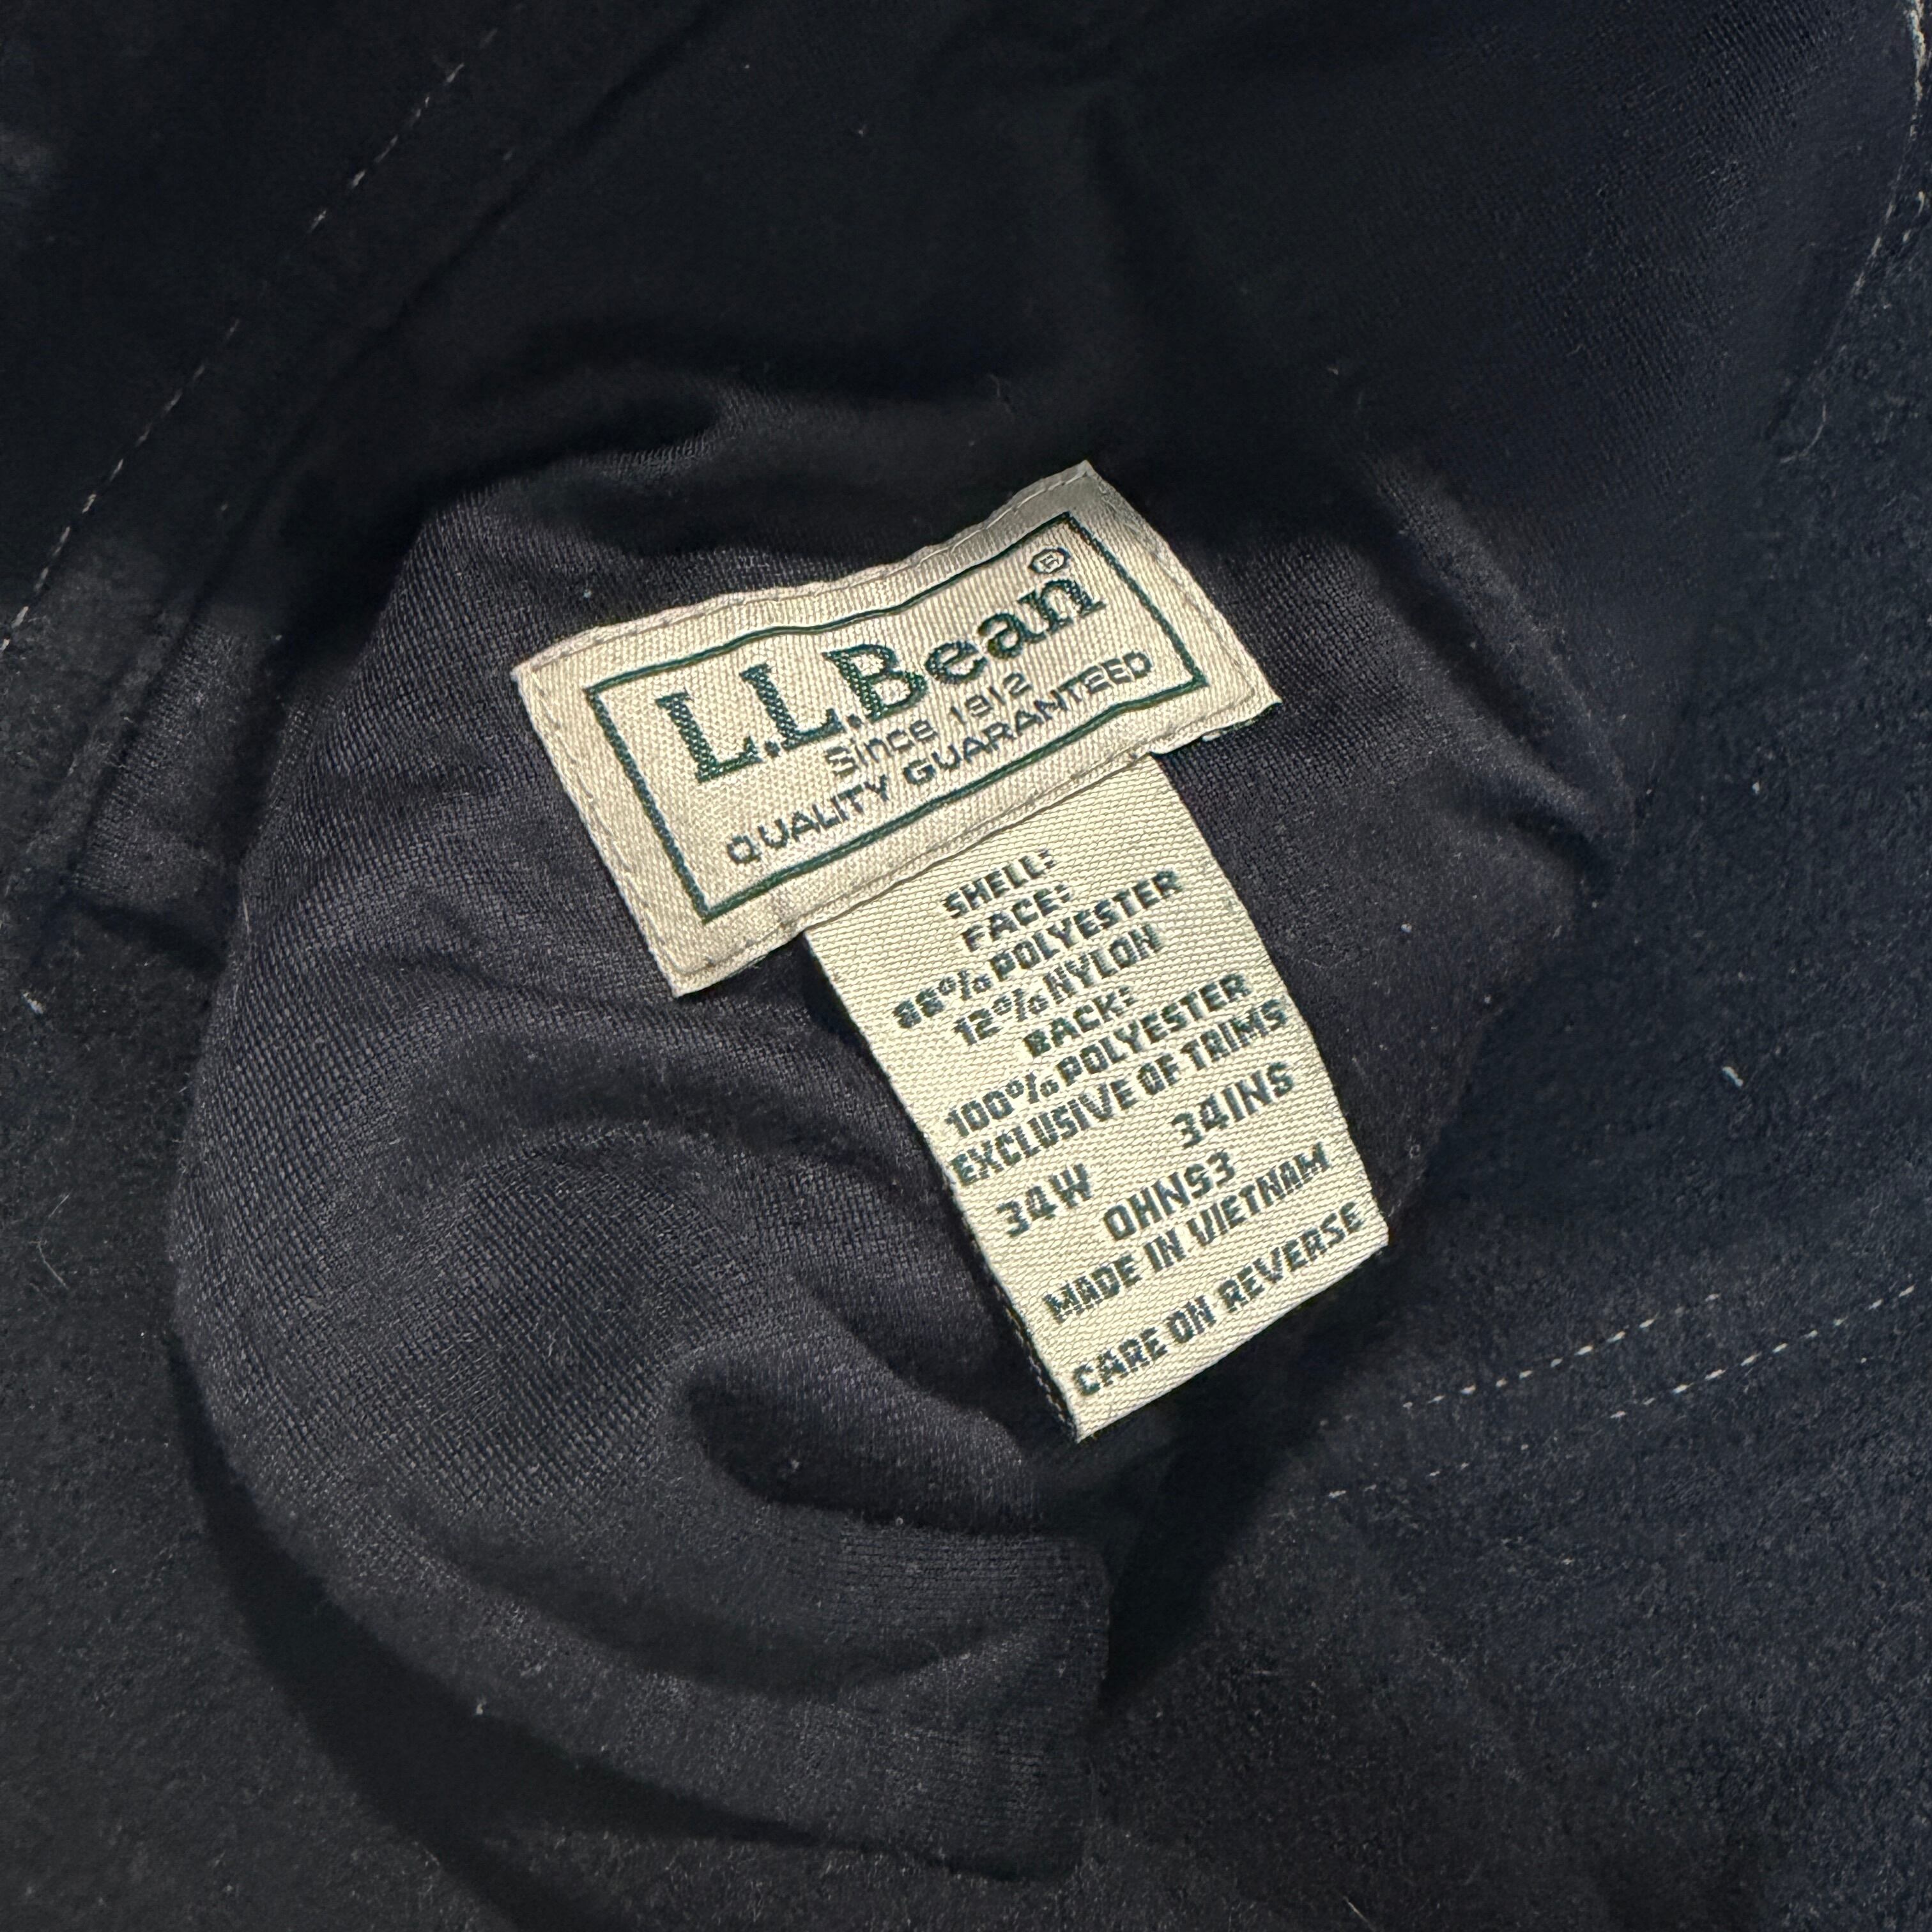 L.L.Bean®
Since 1912
QUALITY GUARANTEED
SHELL:
FACE:
88% POLYESTER
12% NYLON
BACK:
100% POLYESTER
EXCLUSIVE OF TRIMS
34W 34INS
OHNS3
MADE IN VIETNAM
CARE ON REVERSE